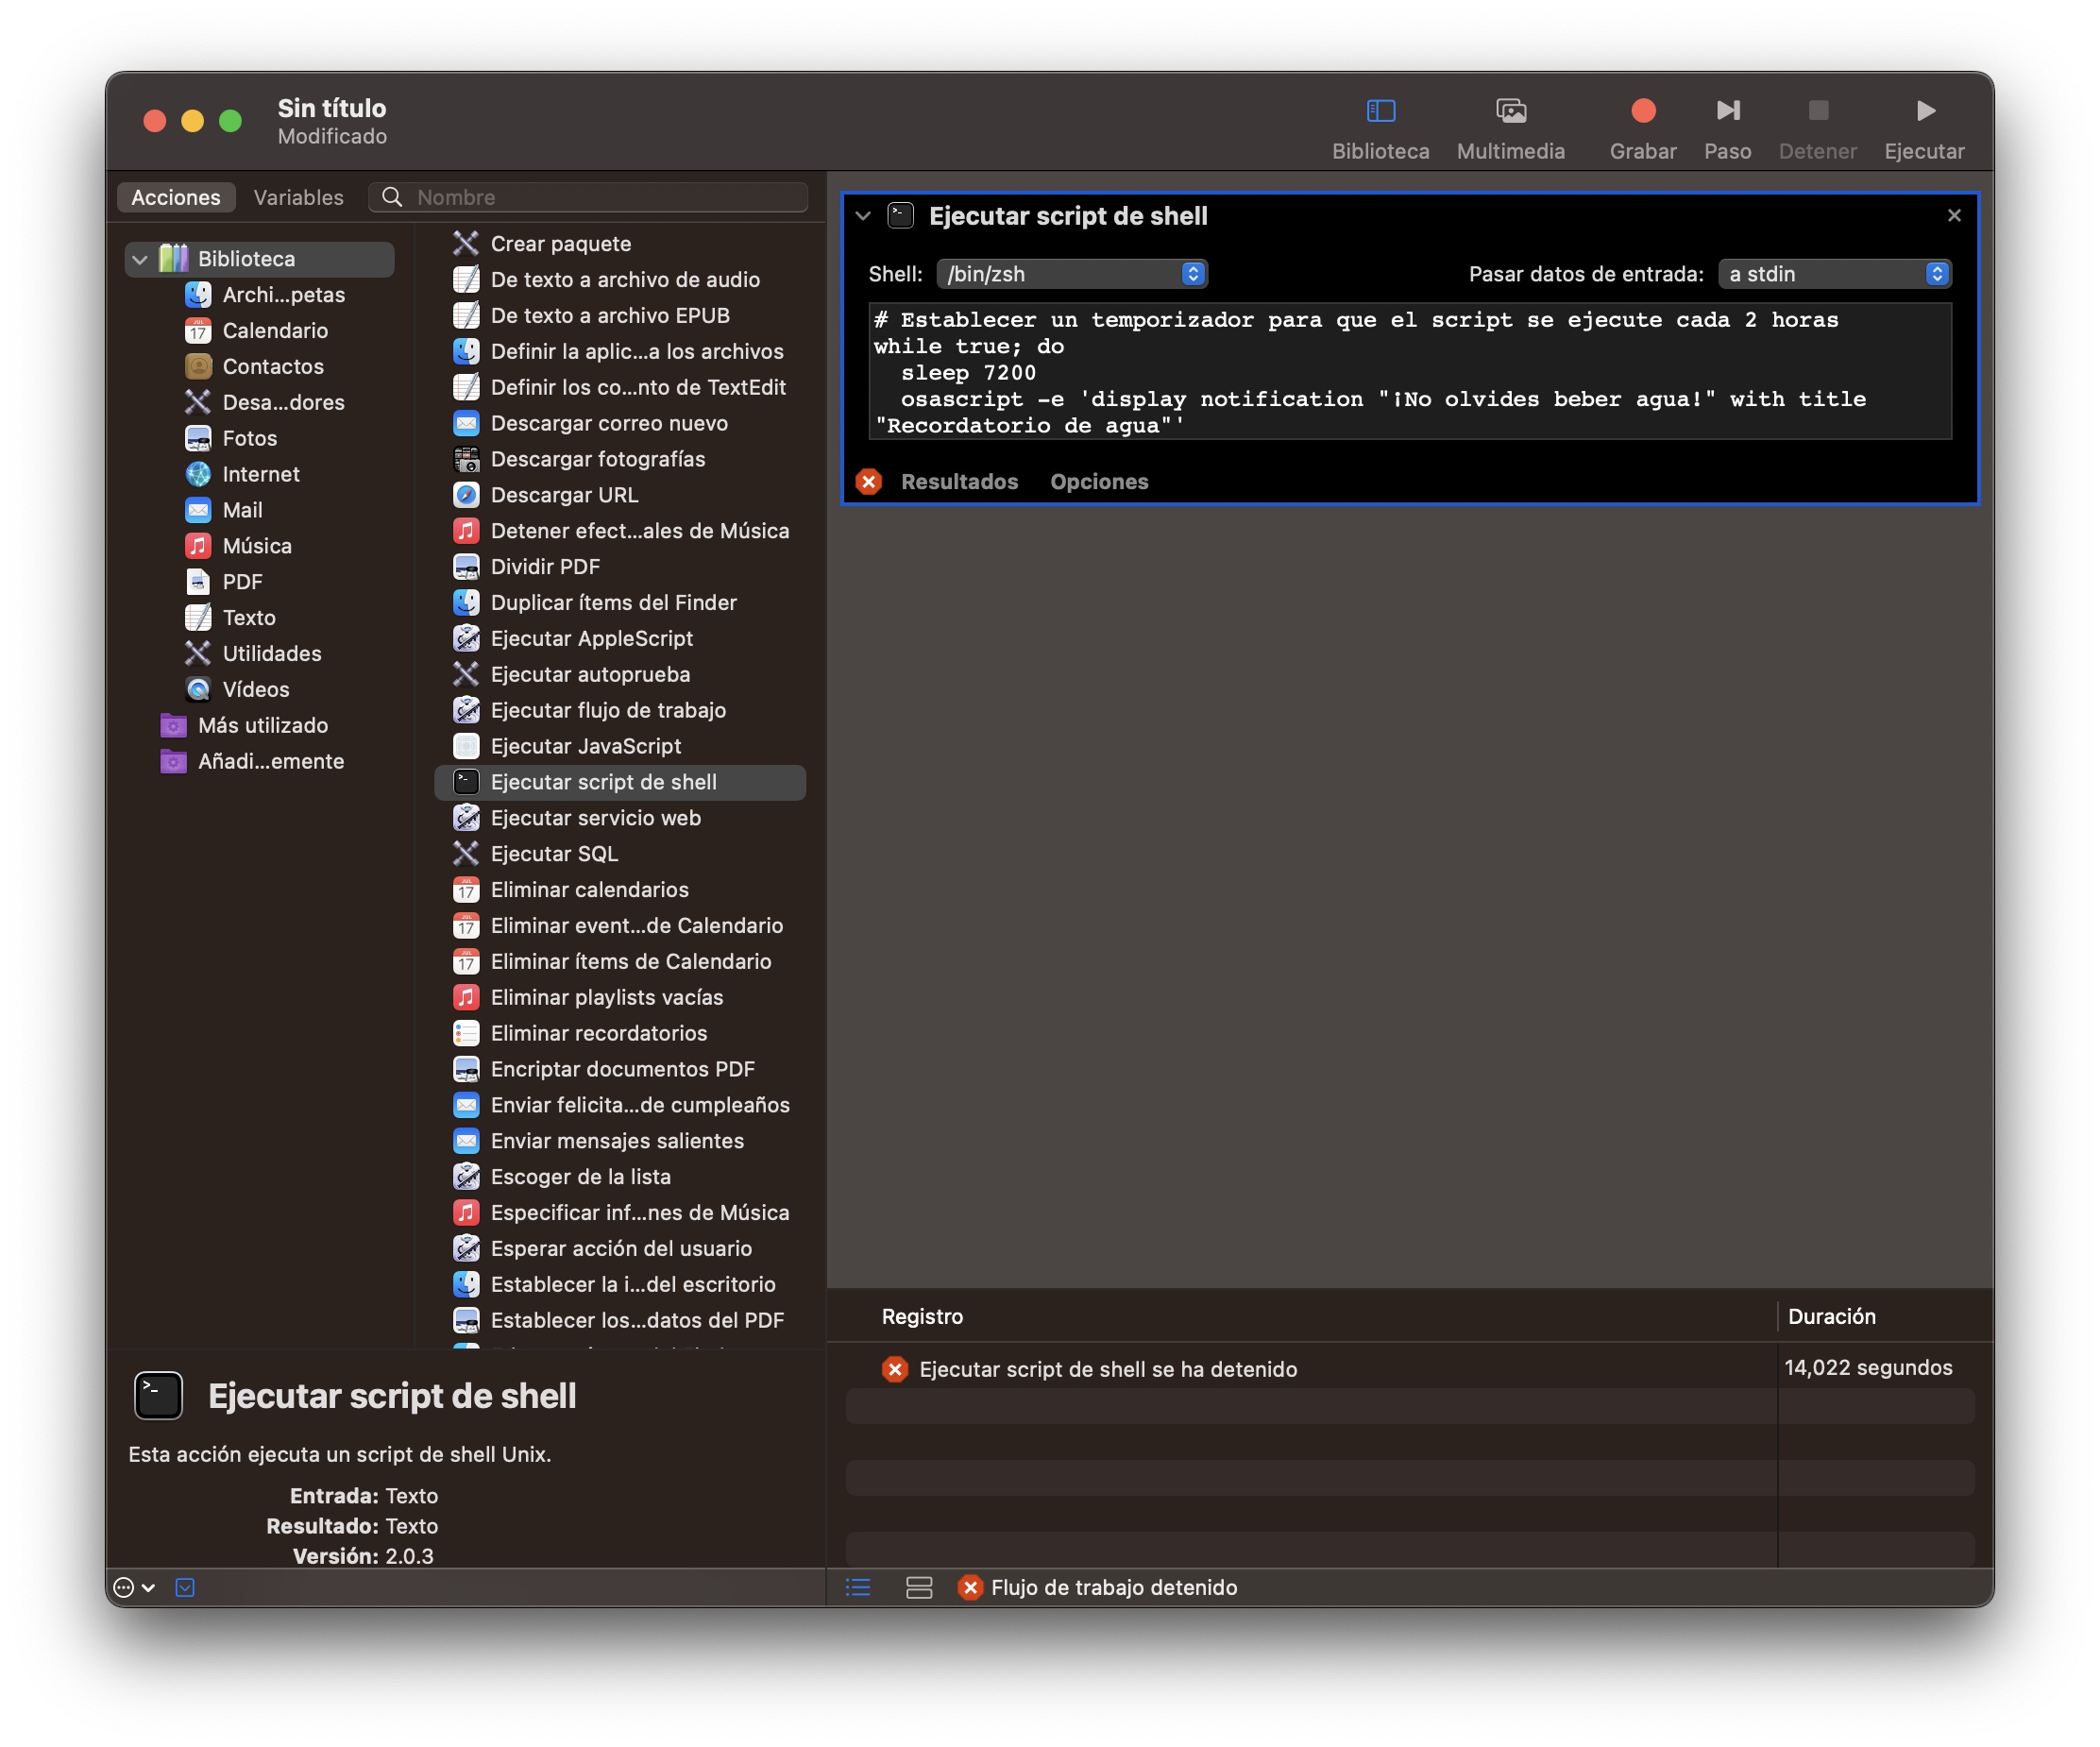 Sin título
Modificado
Biblioteca
Multimedia
Grabar
Paso
Detener
Ejecutar
Acciones
Variables
Nombre
Biblioteca
Archi...petas
Calendario
Contactos
Desa...dores
Fotos
Internet
Mail
Música
PDF
Texto
Utilidades
Vídeos
Más utilizado
Añadi...emente
Crear paquete
De texto a archivo de audio
De texto a archivo EPUB
Definir la aplic...a los archivos
Definir los co...nto de TextEdit
Descargar correo nuevo
Descargar fotografías
Descargar URL
Detener efect...ales de Música
Dividir PDF
Duplicar ítems del Finder
Ejecutar AppleScript
Ejecutar autoprueba
Ejecutar flujo de trabajo
Ejecutar JavaScript
Ejecutar script de shell
Ejecutar servicio web
Ejecutar SQL
Eliminar calendarios
Eliminar event...de Calendario
Eliminar ítems de Calendario
Eliminar playlists vacías
Eliminar recordatorios
Encriptar documentos PDF
Enviar felicita...de cumpleaños
Enviar mensajes salientes
Escoger de la lista
Especificar inf...nes de Música
Esperar acción del usuario
Establecer la i...del escritorio
Establecer los...datos del PDF
Ejecutar script de shell
Esta acción ejecuta un script de shell Unix.
Entrada: Texto
Resultado: Texto
Versión: 2.0.3
Ejecutar script de shell
Shell: /bin/zsh
Pasar datos de entrada: a stdin
# Establecer un temporizador para que el script se ejecute cada 2 horas
while true; do
  sleep 7200
  osascript -e 'display notification "¡No olvides beber agua!" with title
"Recordatorio de agua"'
Resultados
Opciones
Registro
Duración
Ejecutar script de shell se ha detenido
14,022 segundos
Flujo de trabajo detenido